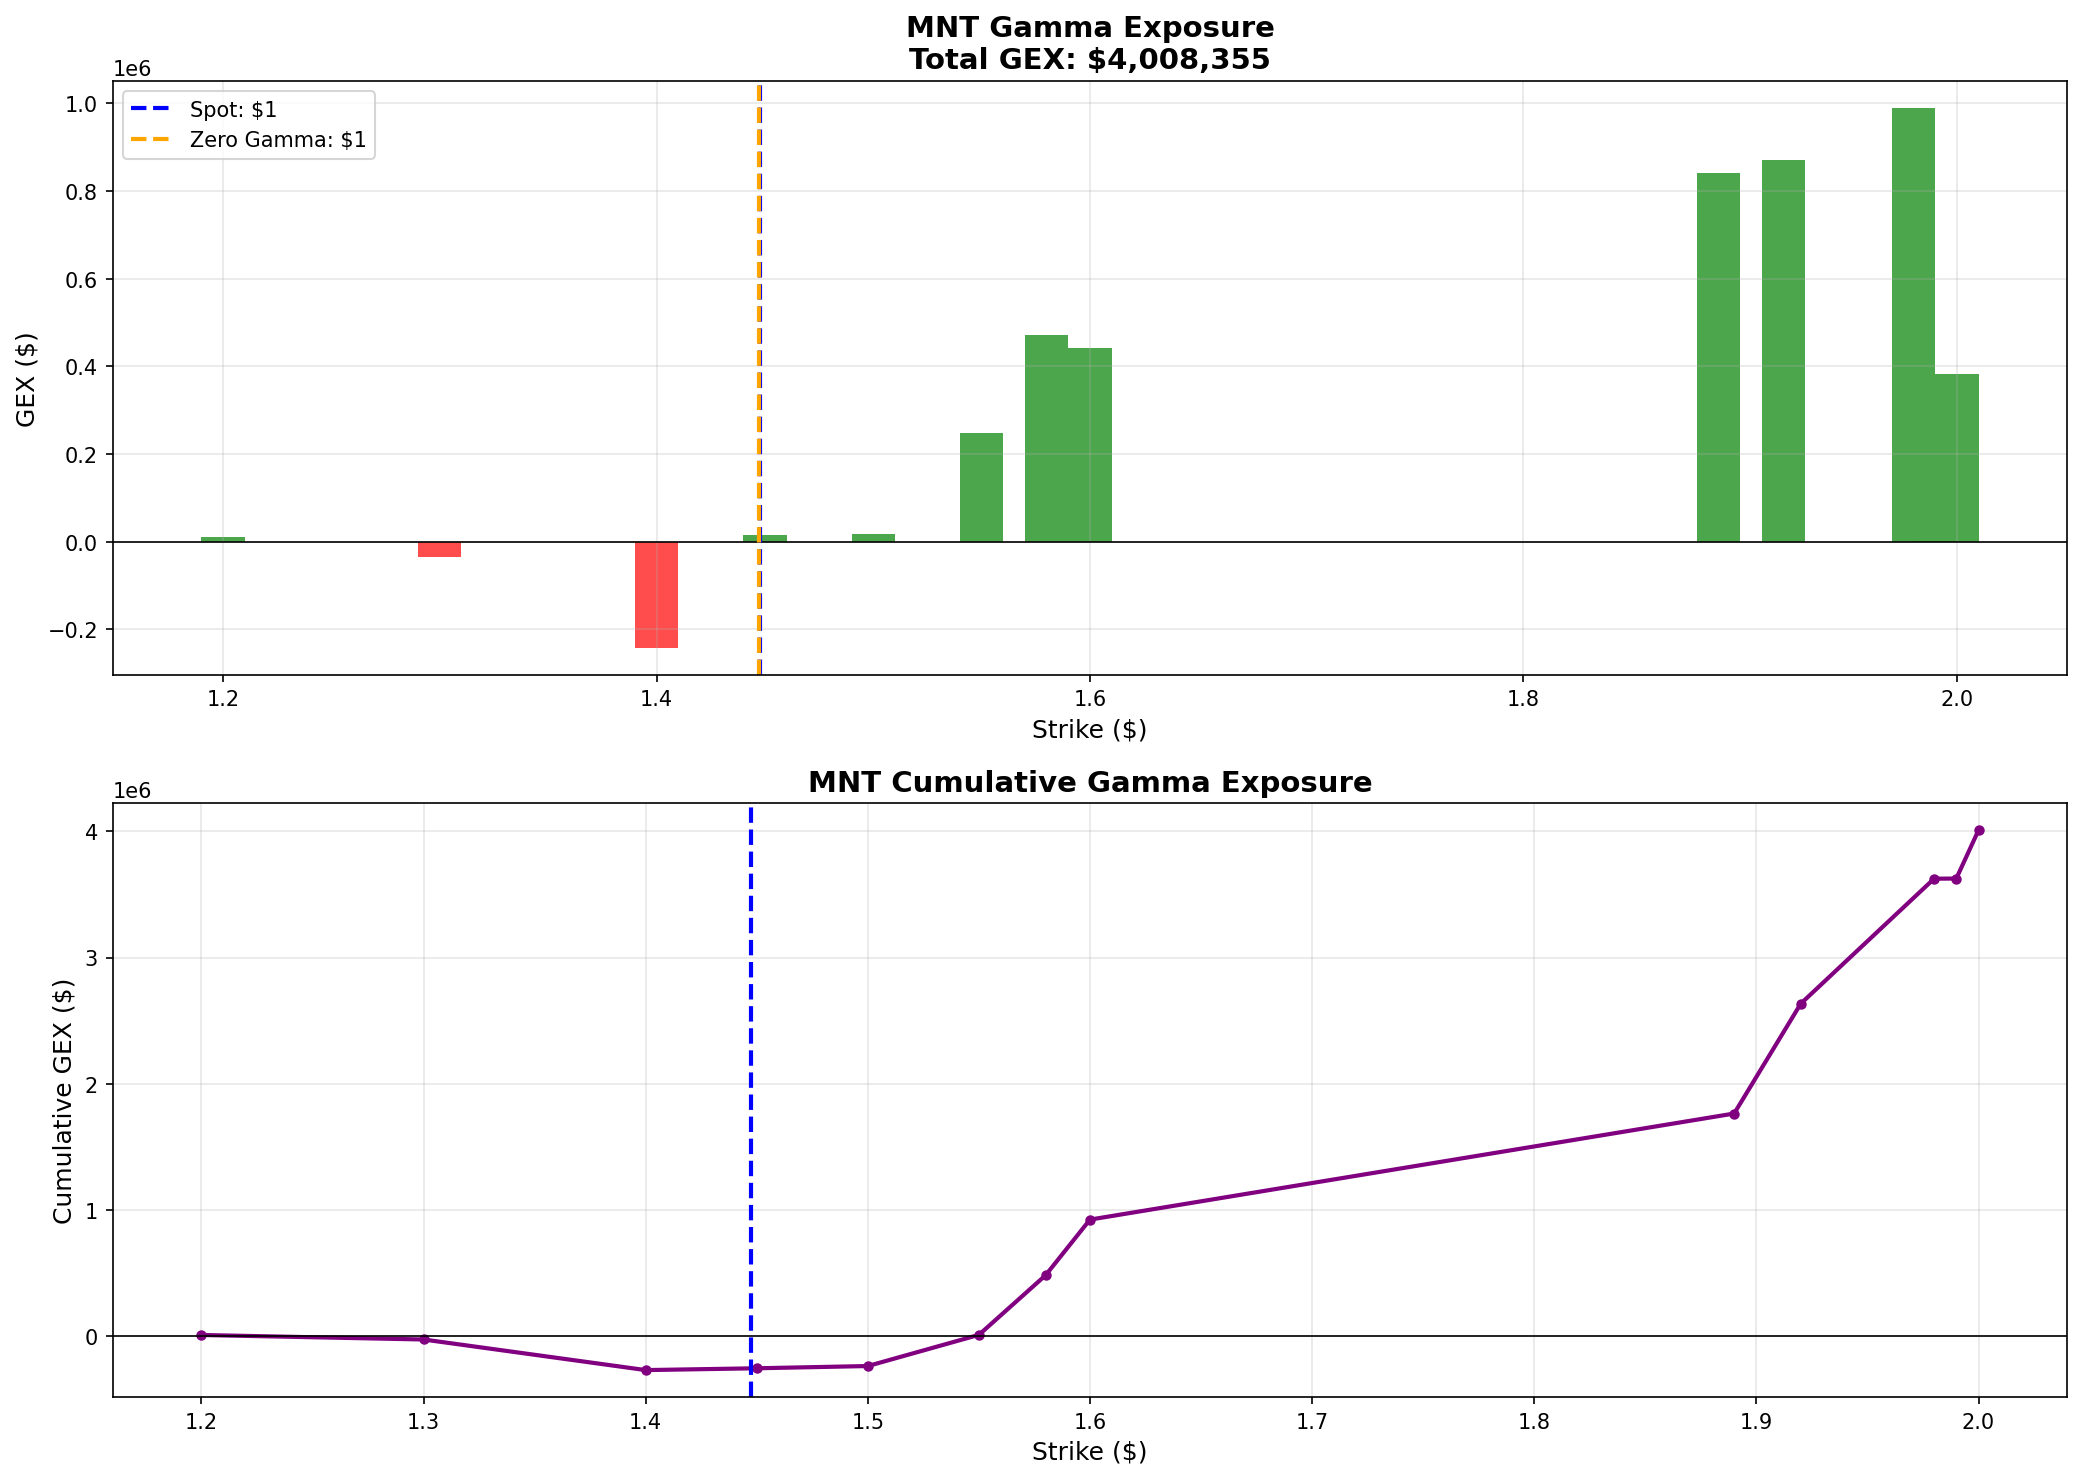 MNT Gamma Exposure
Total GEX: $4,008,355
1e6
Spot: $1
Zero Gamma: $1
1.0
0.8
0.6
0.4
0.2
0.0
−0.2
GEX ($)
1.2 1.4 1.6 1.8 2.0
Strike ($)
MNT Cumulative Gamma Exposure
1e6
4
3
2
1
0
Cumulative GEX ($)
1.2 1.3 1.4 1.5 1.6 1.7 1.8 1.9 2.0
Strike ($)